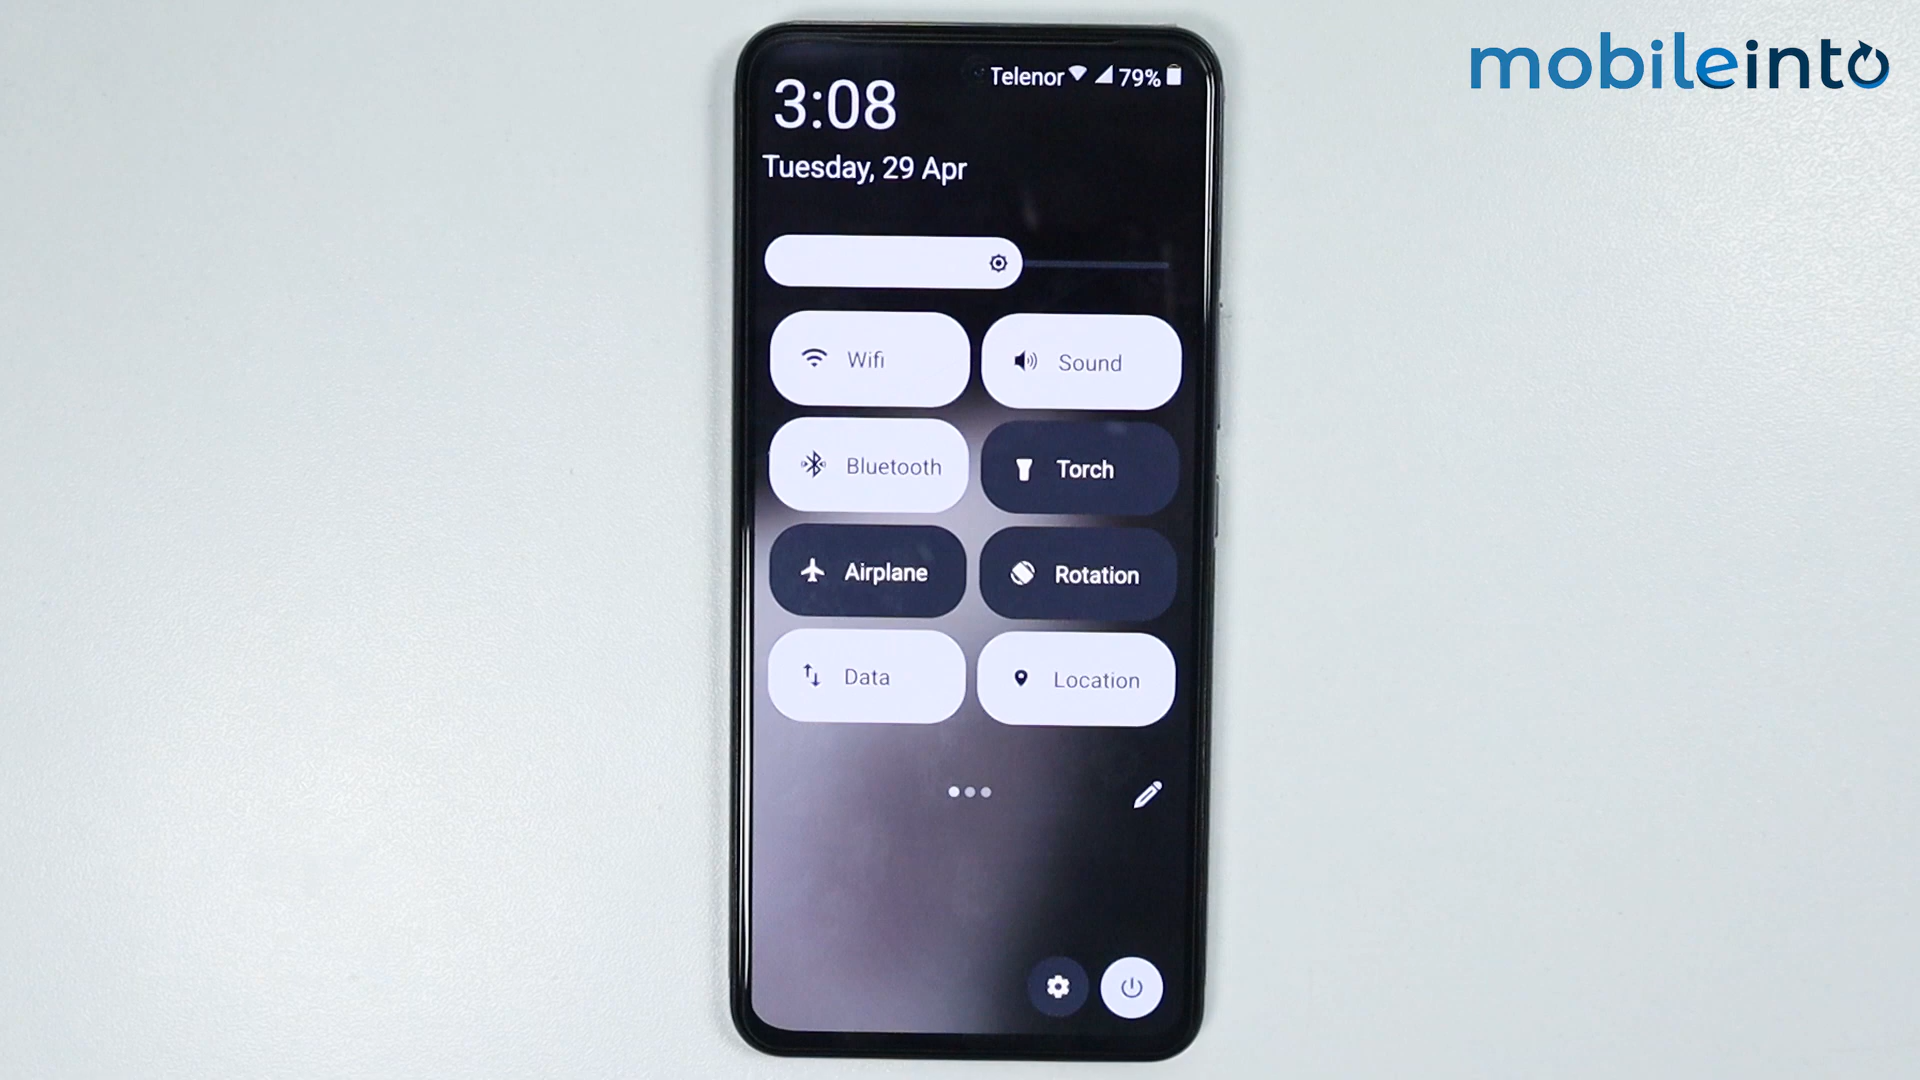 mobileinto
Telenor 79%
3:08
Tuesday, 29 Apr
Wifi
Sound
Bluetooth
Torch
Airplane
Rotation
Data
Location